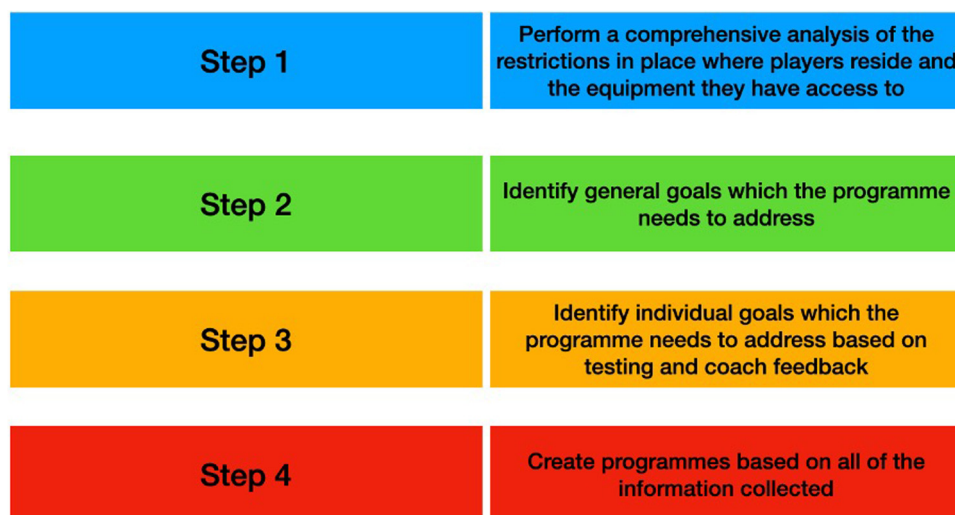 Step 1
Perform a comprehensive analysis of the
restrictions in place where players reside and
the equipment they have access to
Step 2
Identify general goals which the programme
needs to address
Step 3
Identify individual goals which the
programme needs to address based on
testing and coach feedback
Step 4
Create programmes based on all of the
information collected